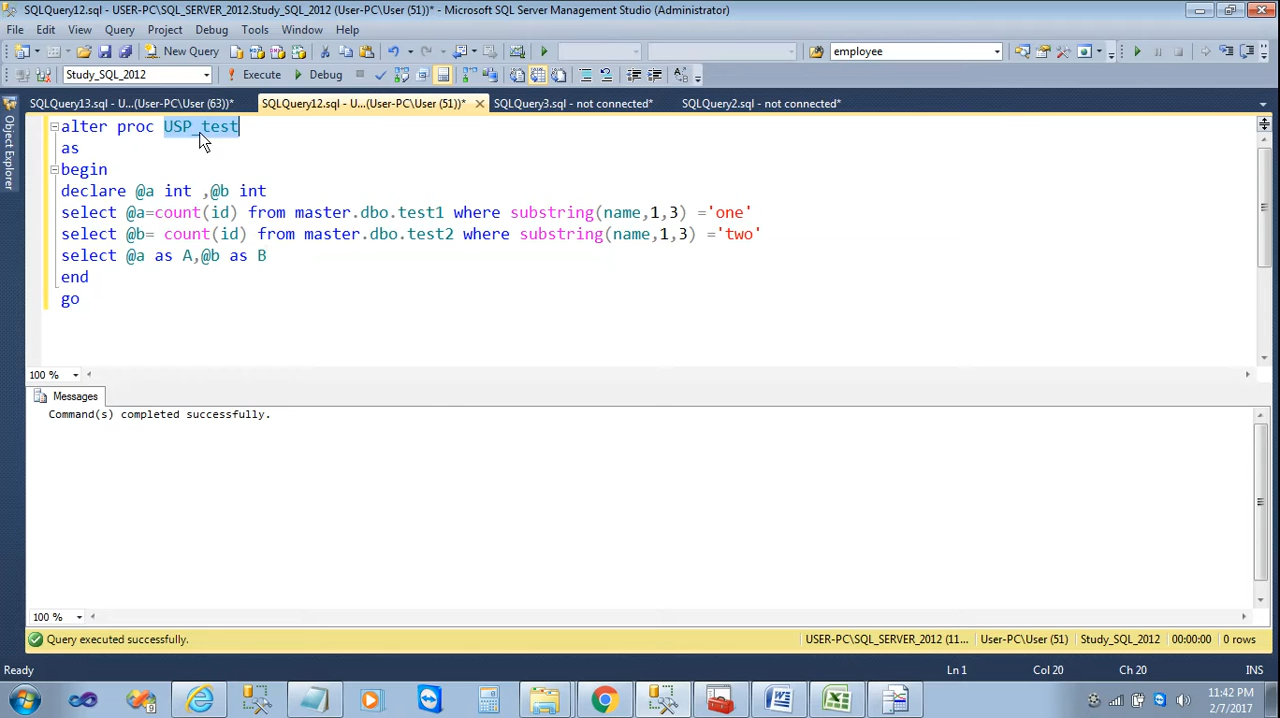 SQLQuery12.sql - USER-PC\SQL_SERVER_2012.Study_SQL_2012 (User-PC\User (51))* - Microsoft SQL Server Management Studio (Administrator)
File Edit View Query Project Debug Tools Window Help
New Query employee
Study_SQL_2012 Execute Debug
SQLQuery13.sql - U...(User-PC\User (63))* SQLQuery12.sql - U...(User-PC\User (51))* SQLQuery3.sql - not connected* SQLQuery2.sql - not connected*
Object Explorer
alter proc USP_test
as
begin
declare @a int ,@b int
select @a=count(id) from master.dbo.test1 where substring(name,1,3) ='one'
select @b= count(id) from master.dbo.test2 where substring(name,1,3) ='two'
select @a as A,@b as B
end
go
100 %
Messages
Command(s) completed successfully.
100 %
Query executed successfully. USER-PC\SQL_SERVER_2012 (11... User-PC\User (51) Study_SQL_2012 00:00:00 0 rows
Ready Ln 1 Col 20 Ch 20 INS
11:42 PM
2/7/2017